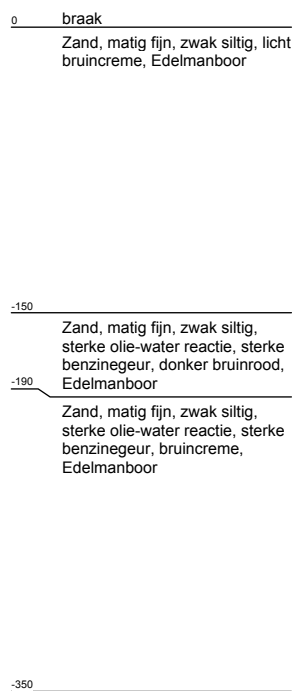 0 braak
Zand, matig fijn, zwak siltig, licht
bruincreme, Edelmanboor
-150
Zand, matig fijn, zwak siltig,
sterke olie-water reactie, sterke
benzinegeur, donker bruinrood,
Edelmanboor
-190
Zand, matig fijn, zwak siltig,
sterke olie-water reactie, sterke
benzinegeur, bruincreme,
Edelmanboor
-350